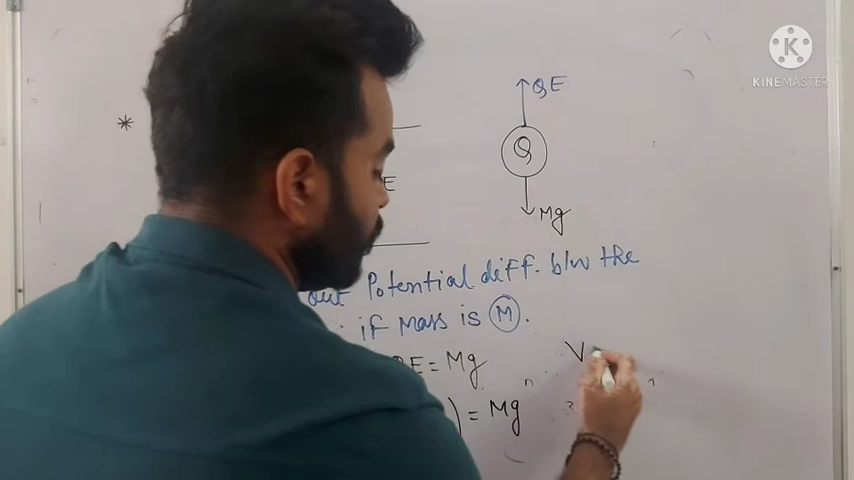 K
KINEMASTER
*
QE
Q
E
Mg
out Potential diff. b/w the
if mass is M.
QE = Mg
V
) = Mg